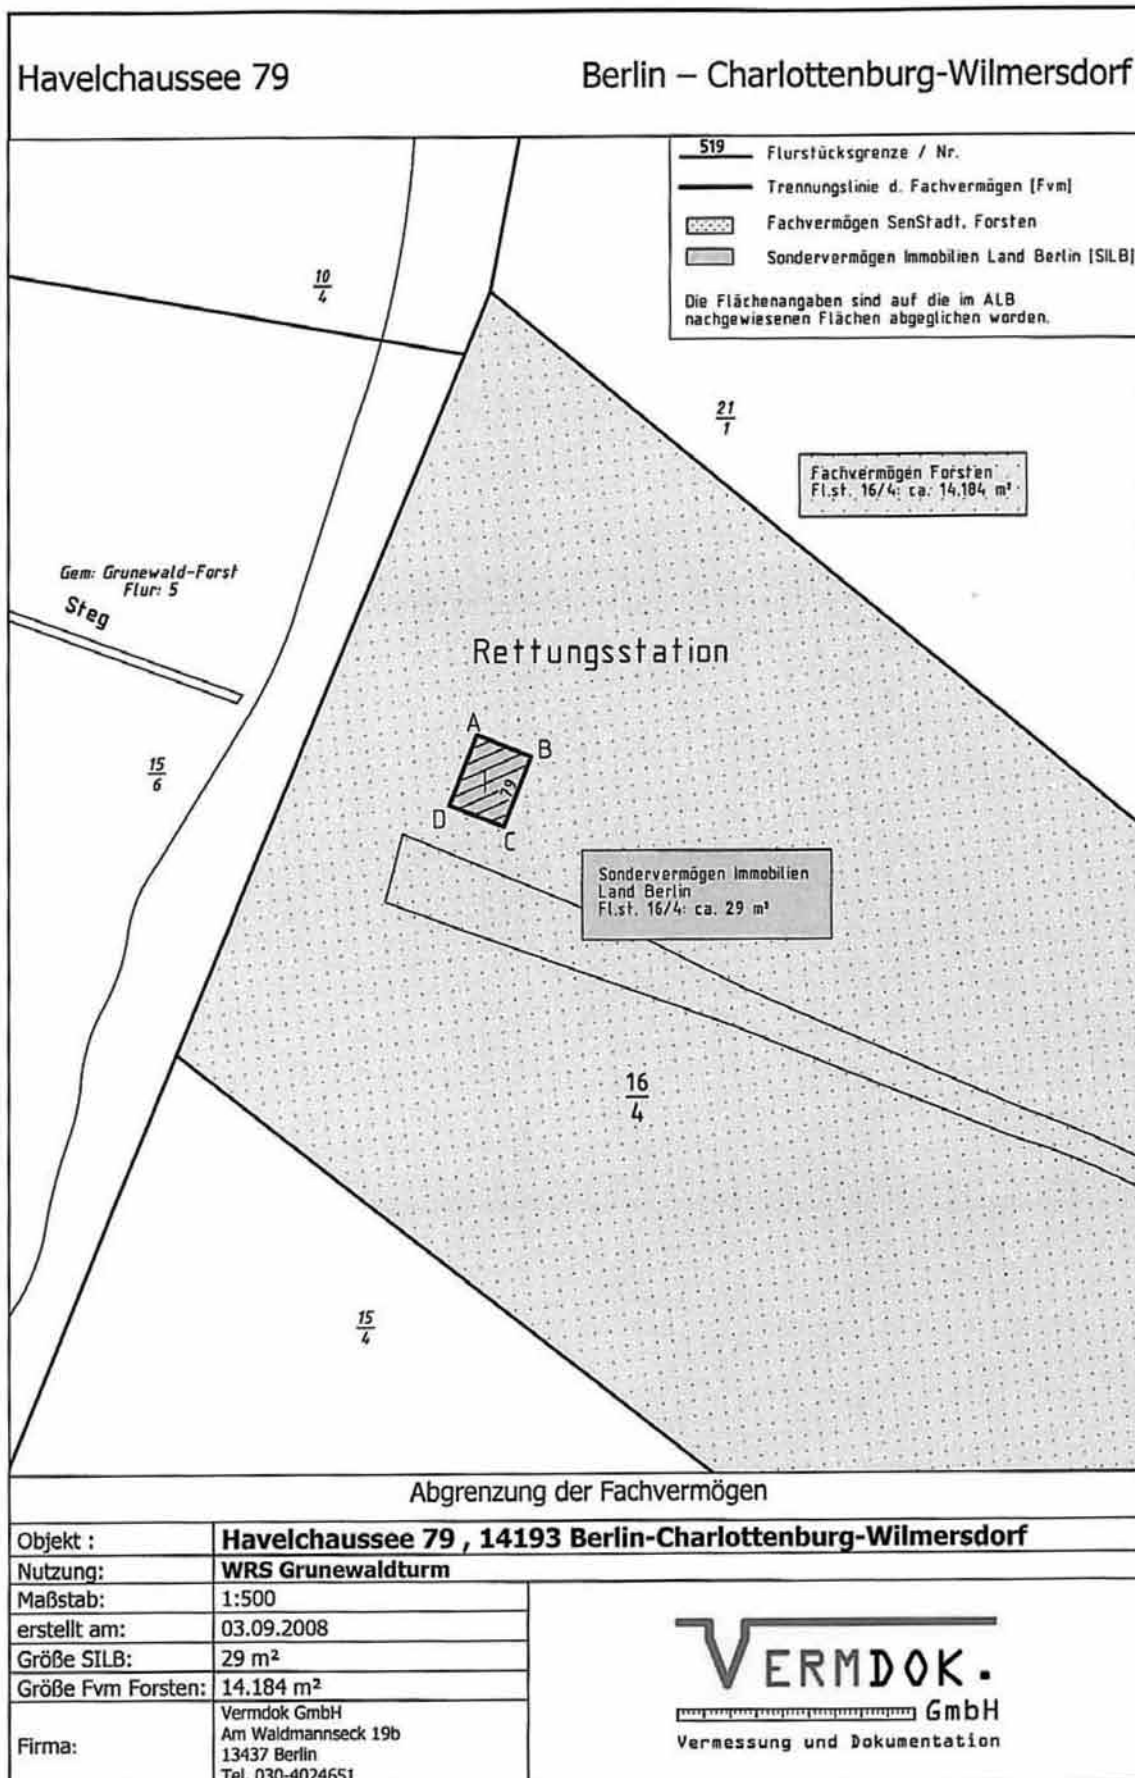 Havelchaussee 79
Berlin – Charlottenburg-Wilmersdorf
519
Flurstücksgrenze / Nr.
Trennungslinie d. Fachvermögen [Fvm]
Fachvermögen SenStadt, Forsten
Sondervermögen Immobilien Land Berlin [SILB]
Die Flächenangaben sind auf die im ALB
nachgewiesenen Flächen abgeglichen worden.
10
4
21
1
Fachvermögen Forsten
Fl.st. 16/4: ca. 14.184 m²
Gem: Grunewald-Forst
Flur: 5
Steg
Rettungsstation
A
B
15
6
I
79
D
C
Sondervermögen Immobilien
Land Berlin
Fl.st. 16/4: ca. 29 m²
16
4
15
4
Abgrenzung der Fachvermögen
Objekt : Havelchaussee 79 , 14193 Berlin-Charlottenburg-Wilmersdorf
Nutzung: WRS Grunewaldturm
Maßstab: 1:500
erstellt am: 03.09.2008
Größe SILB: 29 m²
Größe Fvm Forsten: 14.184 m²
Firma:
Vermdok GmbH
Am Waldmannseck 19b
13437 Berlin
Tel. 030-4024651
VERMDOK.
GmbH
Vermessung und Dokumentation